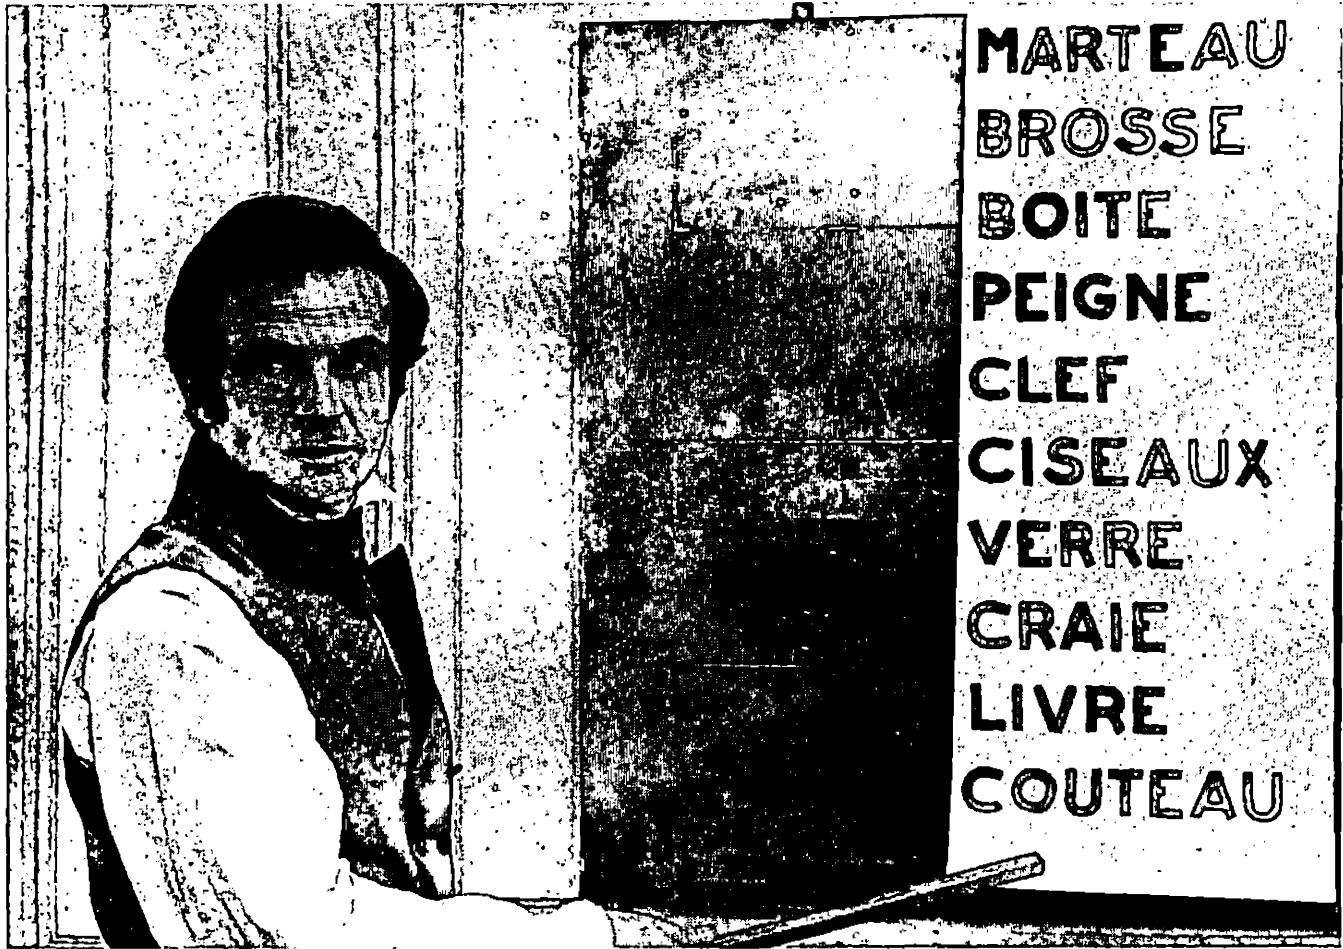 MARTEAU
BROSSE
BOITE
PEIGNE
CLEF
CISEAUX
VERRE
CRAIE
LIVRE
COUTEAU